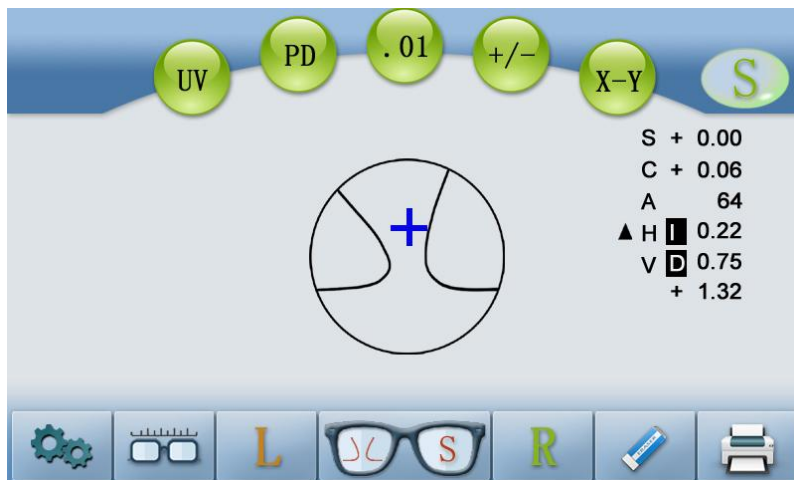 UV PD .01 +/- X-Y S
S + 0.00
C + 0.06
A 64
▲ H I 0.22
V D 0.75
+ 1.32
L S R